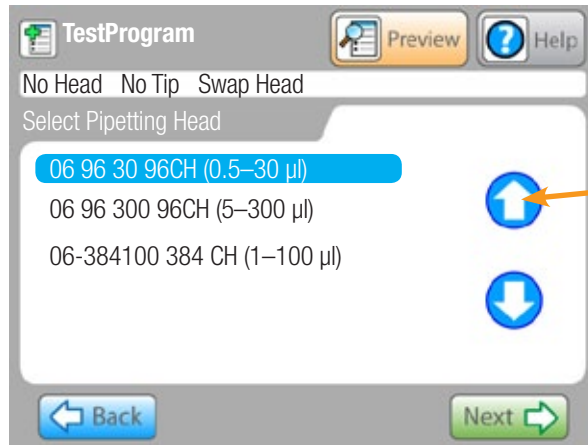 TestProgram Preview Help
No Head No Tip Swap Head
Select Pipetting Head
06 96 30 96CH (0.5–30 µl)
06 96 300 96CH (5–300 µl)
06-384100 384 CH (1–100 µl)
Back Next